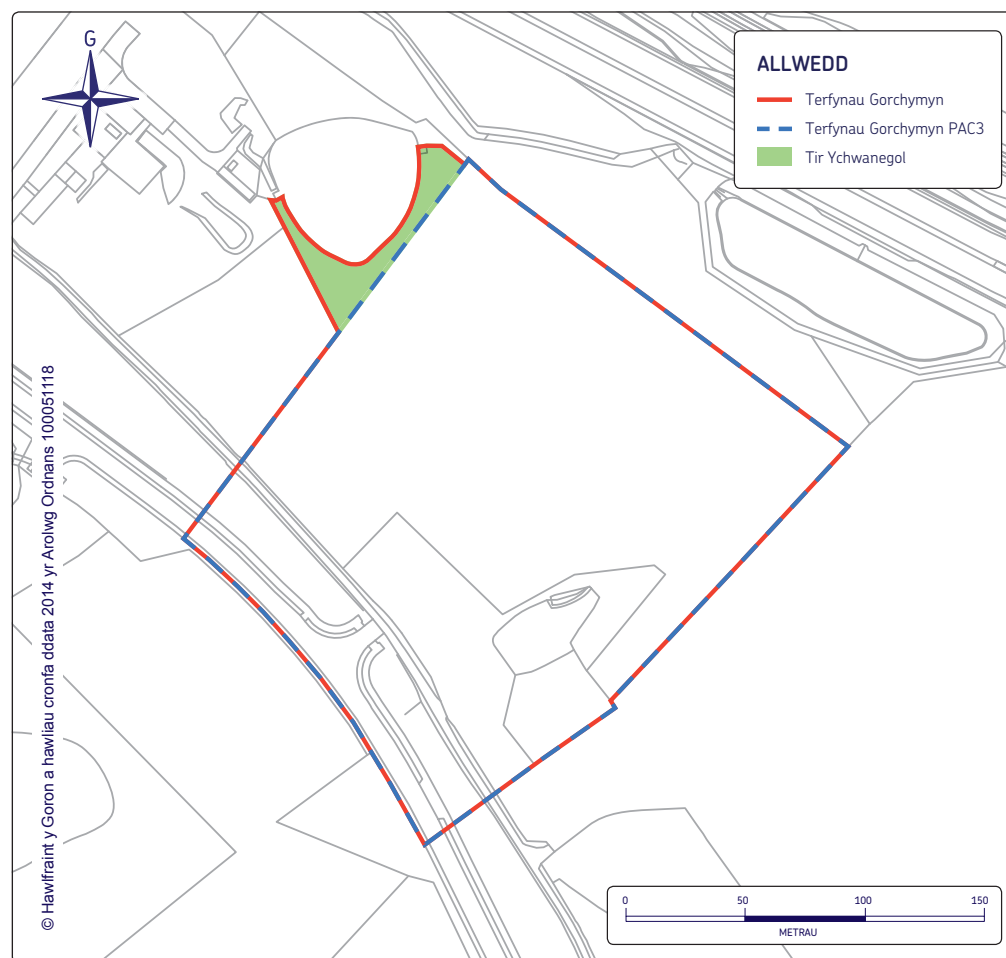 G
ALLWEDD
Terfynau Gorchymyn
Terfynau Gorchymyn PAC3
Tir Ychwanegol
© Hawlfraint y Goron a hawliau cronfa ddata 2014 yr Arolwg Ordnans 100051118
0 50 100 150
METRAU